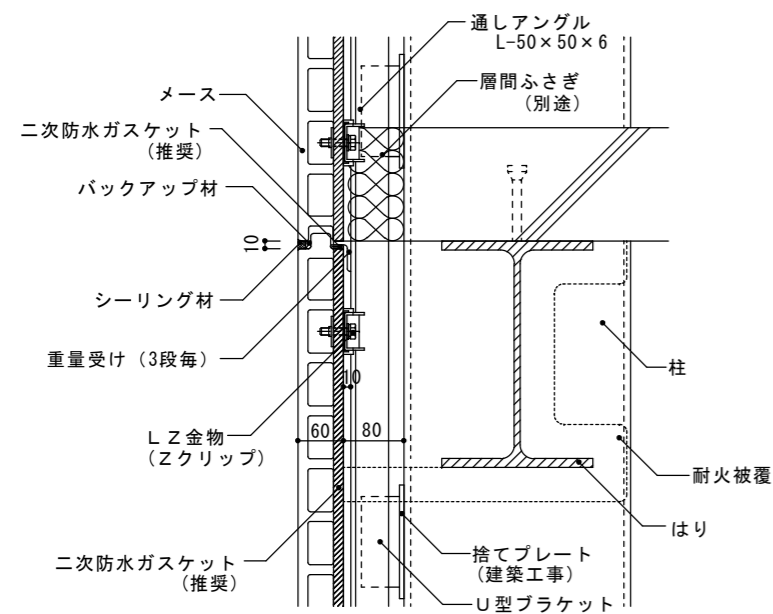 通しアングル
L-50×50×6
層間ふさぎ
(別途)
メース
二次防水ガスケット
(推奨)
バックアップ材
10
シーリング材
重量受け（3段毎）
10
柱
LZ金物
(Zクリップ)
60
80
耐火被覆
はり
二次防水ガスケット
(推奨)
捨てプレート
(建築工事)
U型ブラケット